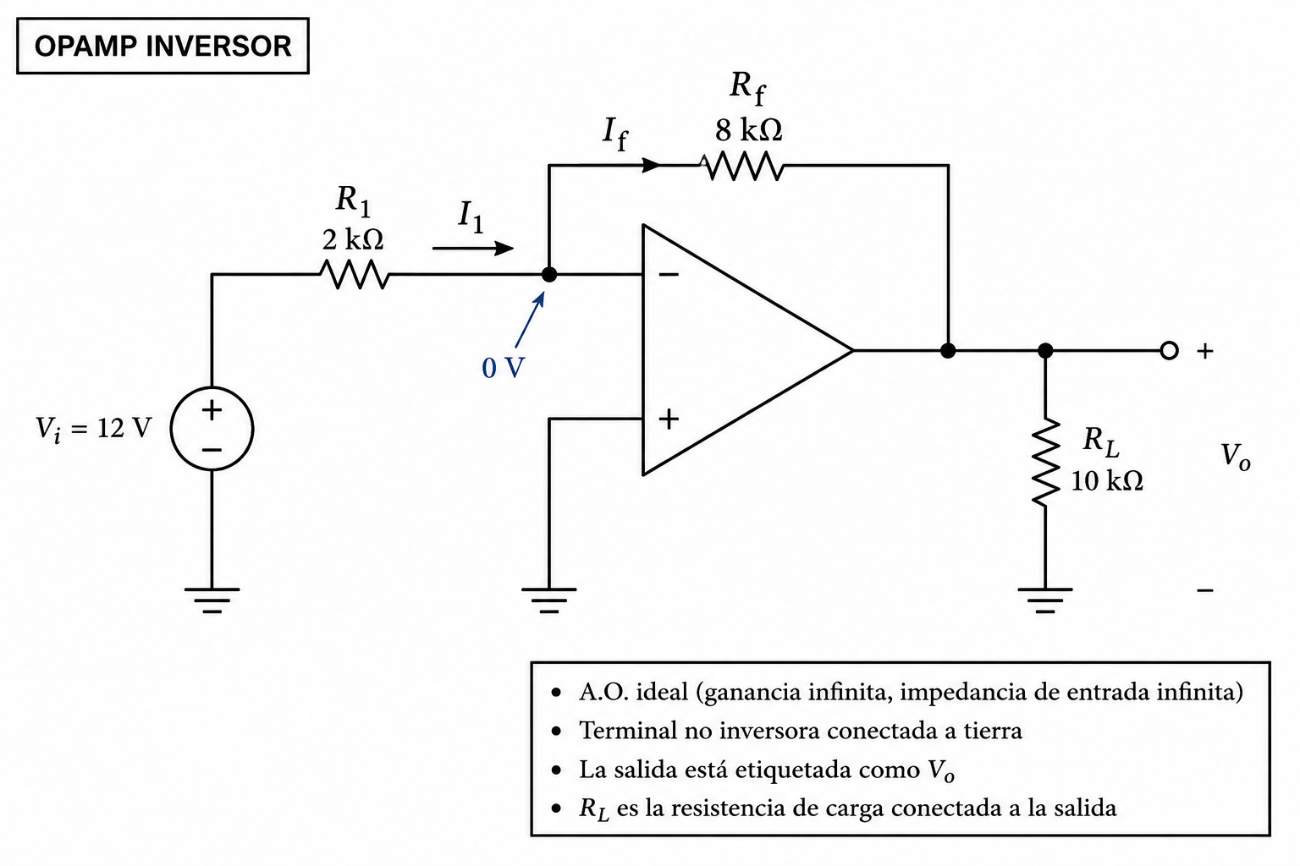 OPAMP INVERSOR
R_f
8 kΩ
I_f
R_1
2 kΩ
I_1
−
0 V
+
V_i = 12 V
+
−
+
R_L
10 kΩ
V_o
−
• A.O. ideal (ganancia infinita, impedancia de entrada infinita)
• Terminal no inversora conectada a tierra
• La salida está etiquetada como V_o
• R_L es la resistencia de carga conectada a la salida